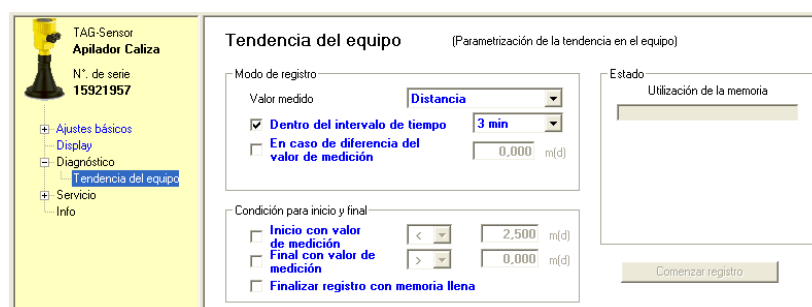 TAG-Sensor
Apilador Caliza
N°. de serie
15921957
Ajustes básicos
Display
Diagnóstico
Tendencia del equipo
Servicio
Info
Tendencia del equipo (Parametrización de la tendencia en el equipo)
Modo de registro
Valor medido Distancia
Dentro del intervalo de tiempo 3 min
En caso de diferencia del
valor de medición 0,000 m(d)
Condición para inicio y final
Inicio con valor
de medición < 2,500 m(d)
Final con valor de
medición > 0,000 m(d)
Finalizar registro con memoria llena
Estado
Utilización de la memoria
Comenzar registro